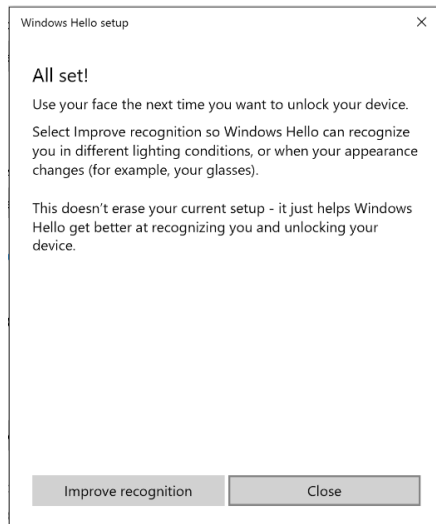 Windows Hello setup
All set!
Use your face the next time you want to unlock your device.
Select Improve recognition so Windows Hello can recognize
you in different lighting conditions, or when your appearance
changes (for example, your glasses).
This doesn’t erase your current setup - it just helps Windows
Hello get better at recognizing you and unlocking your
device.
Improve recognition
Close